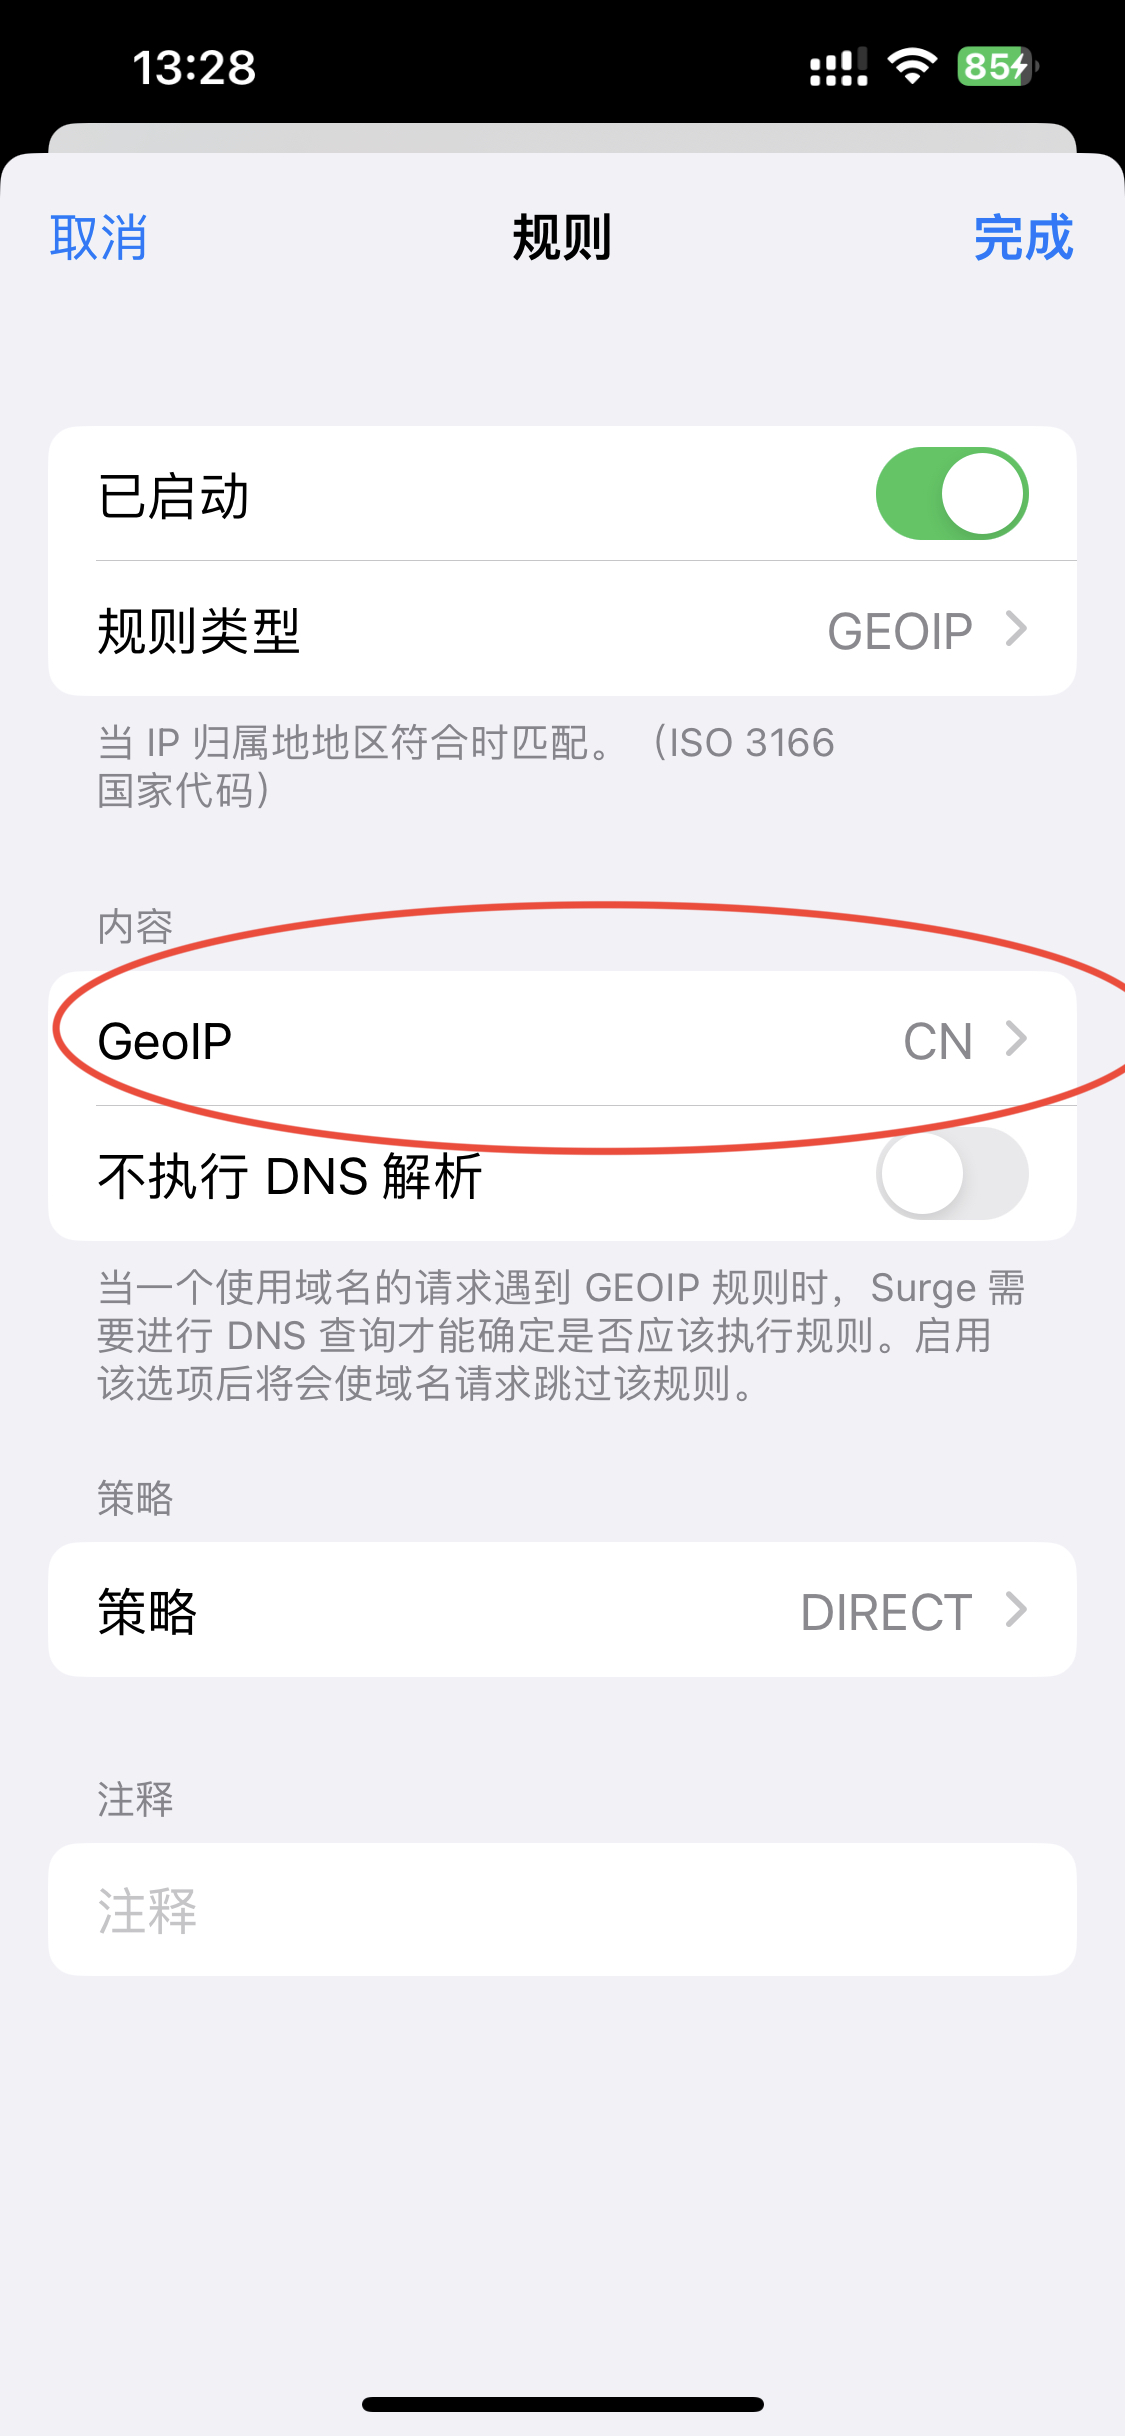 13:28
85
取消
规则
完成
已启动
规则类型
GEOIP
当 IP 归属地地区符合时匹配。（ISO 3166
国家代码）
内容
GeoIP
CN
不执行 DNS 解析
当一个使用域名的请求遇到 GEOIP 规则时，Surge 需
要进行 DNS 查询才能确定是否应该执行规则。启用
该选项后将会使域名请求跳过该规则。
策略
策略
DIRECT
注释
注释